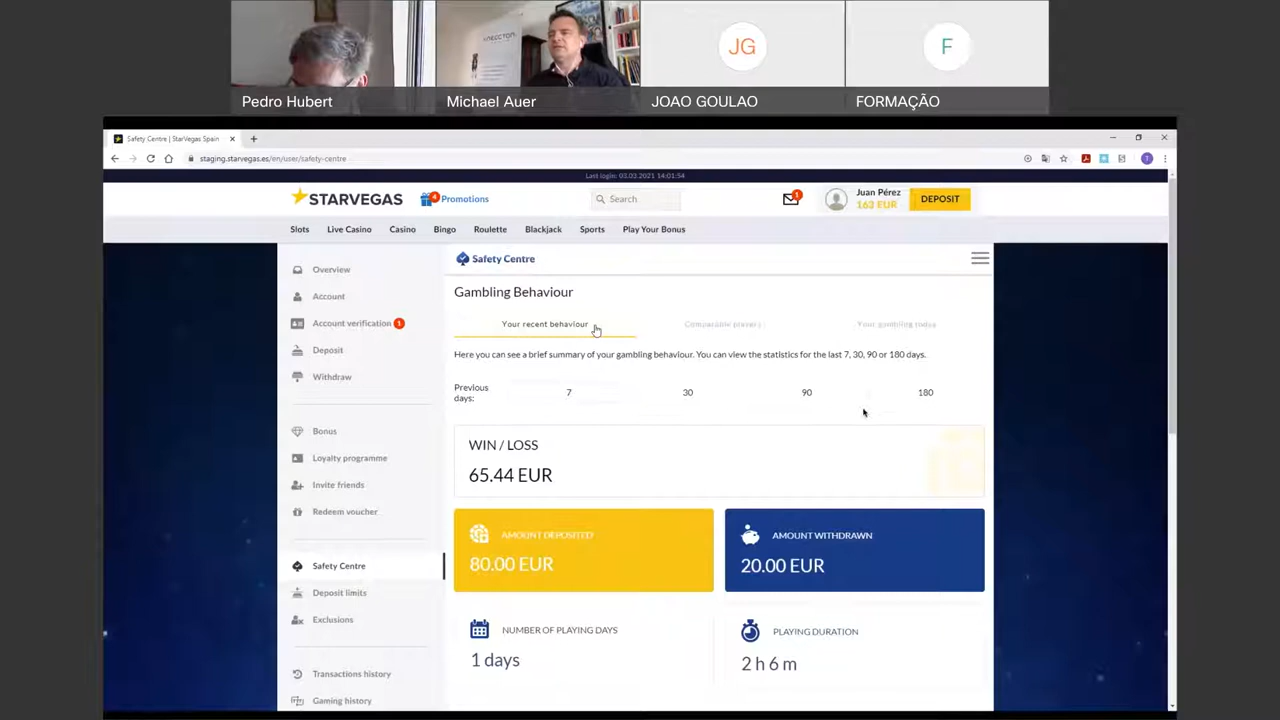 KNECCTON
JG
F
Pedro Hubert
Michael Auer
JOAO GOULAO
FORMAÇÃO
Safety Centre | StarVegas Spain
staging.starvegas.es/en/user/safety-centre
Last login: 03.03.2021 14:01:54
STARVEGAS
4
Promotions
Search
1
Juan Pérez
163 EUR
DEPOSIT
Slots
Live Casino
Casino
Bingo
Roulette
Blackjack
Sports
Play Your Bonus
Overview
Account
Account verification 1
Deposit
Withdraw
Bonus
Loyalty programme
Invite friends
Redeem voucher
Safety Centre
Deposit limits
Exclusions
Transactions history
Gaming history
Safety Centre
Gambling Behaviour
Your recent behaviour
Comparable players
Your gambling today
Here you can see a brief summary of your gambling behaviour. You can view the statistics for the last 7, 30, 90 or 180 days.
Previous
days:
7
30
90
180
WIN / LOSS
65.44 EUR
AMOUNT DEPOSITED
80.00 EUR
AMOUNT WITHDRAWN
20.00 EUR
NUMBER OF PLAYING DAYS
1 days
PLAYING DURATION
2 h 6 m